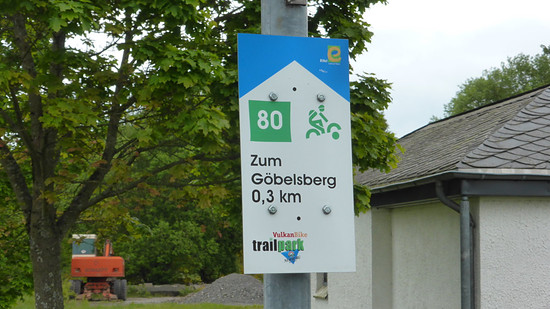 80
Zum
Göbelsberg
0,3 km
VulkanBike
trailpark